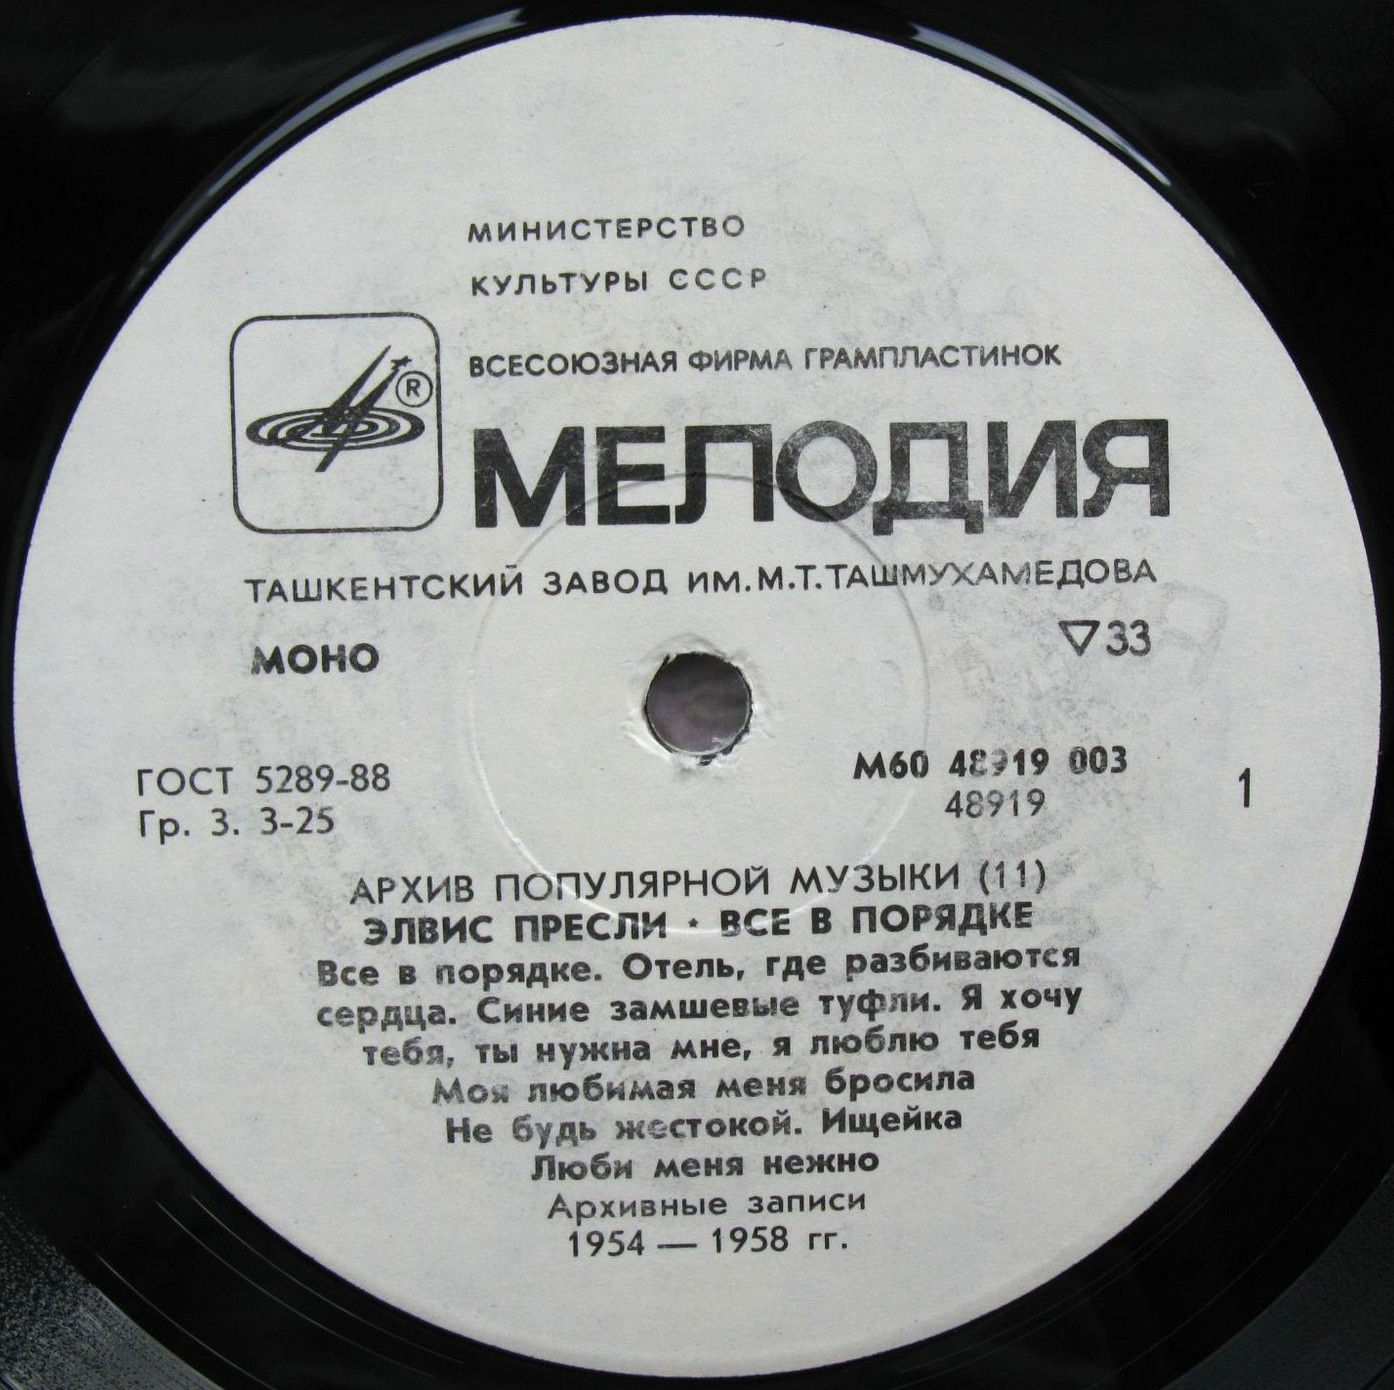 МИНИСТЕРСТВО
КУЛЬТУРЫ СССР
ВСЕСОЮЗНАЯ ФИРМА ГРАМПЛАСТИНОК
®
МЕЛОДИЯ
ТАШКЕНТСКИЙ ЗАВОД ИМ.М.Т.ТАШМУХАМЕДОВА
МОНО
▽33
ГОСТ 5289-88
Гр. 3. 3-25
М60 48919 003
48919
1
АРХИВ ПОПУЛЯРНОЙ МУЗЫКИ (11)
ЭЛВИС ПРЕСЛИ · ВСЕ В ПОРЯДКЕ
Все в порядке. Отель, где разбиваются
сердца. Синие замшевые туфли. Я хочу
тебя, ты нужна мне, я люблю тебя
Моя любимая меня бросила
Не будь жестокой. Ищейка
Люби меня нежно
Архивные записи
1954 — 1958 гг.